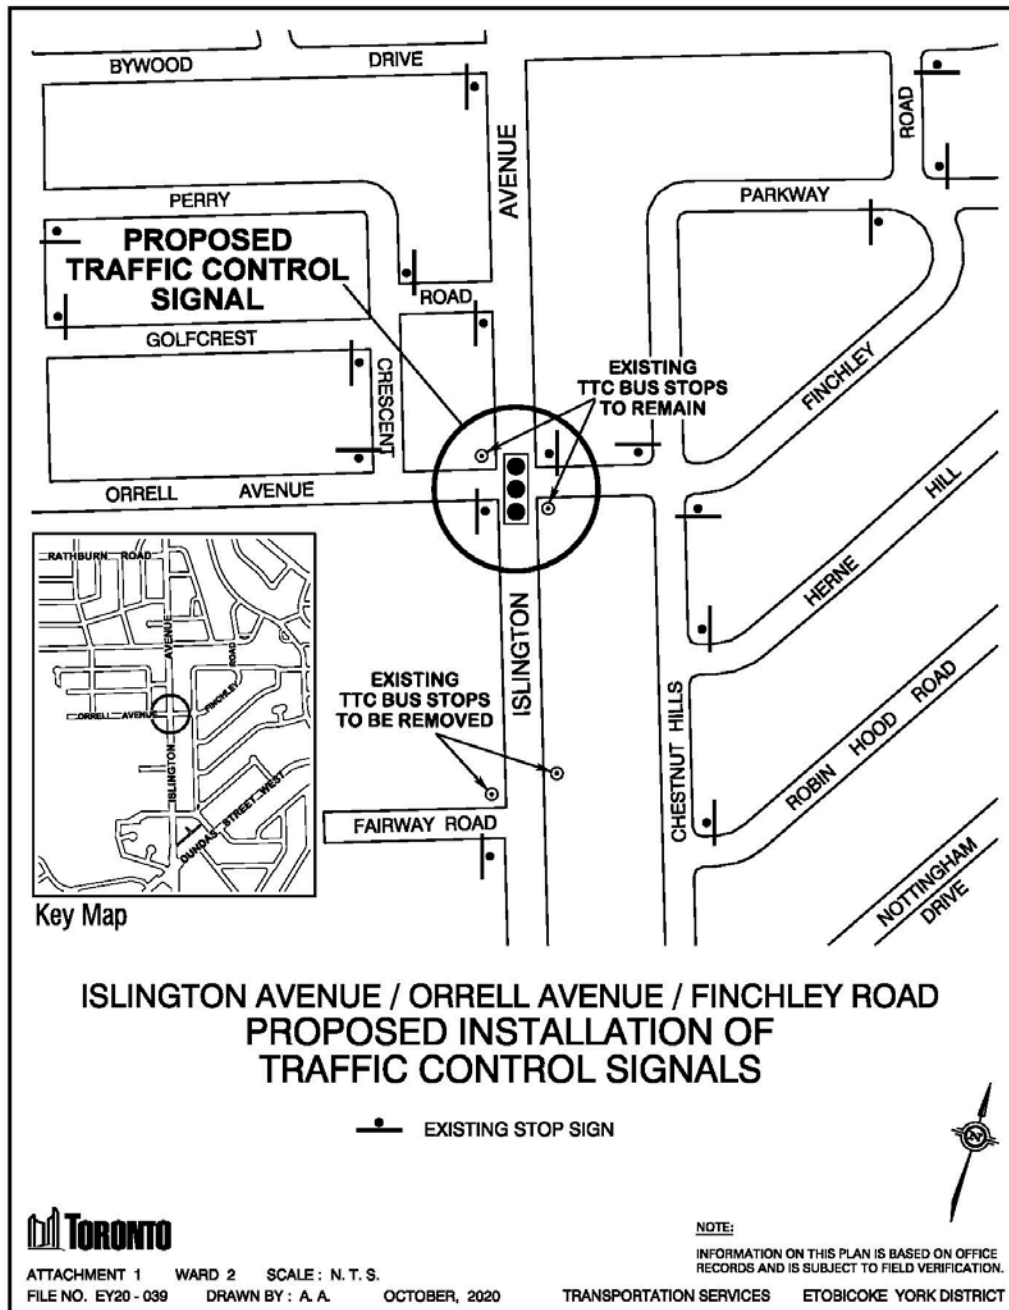 BYWOOD DRIVE
AVENUE
ROAD
PERRY
PARKWAY
PROPOSED
TRAFFIC CONTROL
SIGNAL
ROAD
GOLFCREST
CRESCENT
FINCHLEY
EXISTING
TTC BUS STOPS
TO REMAIN
ORRELL AVENUE
HERNE HILL
ISLINGTON
RATHBURN ROAD
AVENUE
ROAD
FINCHLEY
ORRELL AVENUE
ISLINGTON
DUNDAS STREET WEST
Key Map
EXISTING
TTC BUS STOPS
TO BE REMOVED
CHESTNUT HILLS
ROBIN HOOD ROAD
FAIRWAY ROAD
NOTTINGHAM
DRIVE
ISLINGTON AVENUE / ORRELL AVENUE / FINCHLEY ROAD
PROPOSED INSTALLATION OF
TRAFFIC CONTROL SIGNALS
EXISTING STOP SIGN
N
TORONTO
NOTE:
INFORMATION ON THIS PLAN IS BASED ON OFFICE
RECORDS AND IS SUBJECT TO FIELD VERIFICATION.
ATTACHMENT 1 WARD 2 SCALE : N. T. S.
FILE NO. EY20 - 039 DRAWN BY : A. A. OCTOBER, 2020 TRANSPORTATION SERVICES ETOBICOKE YORK DISTRICT